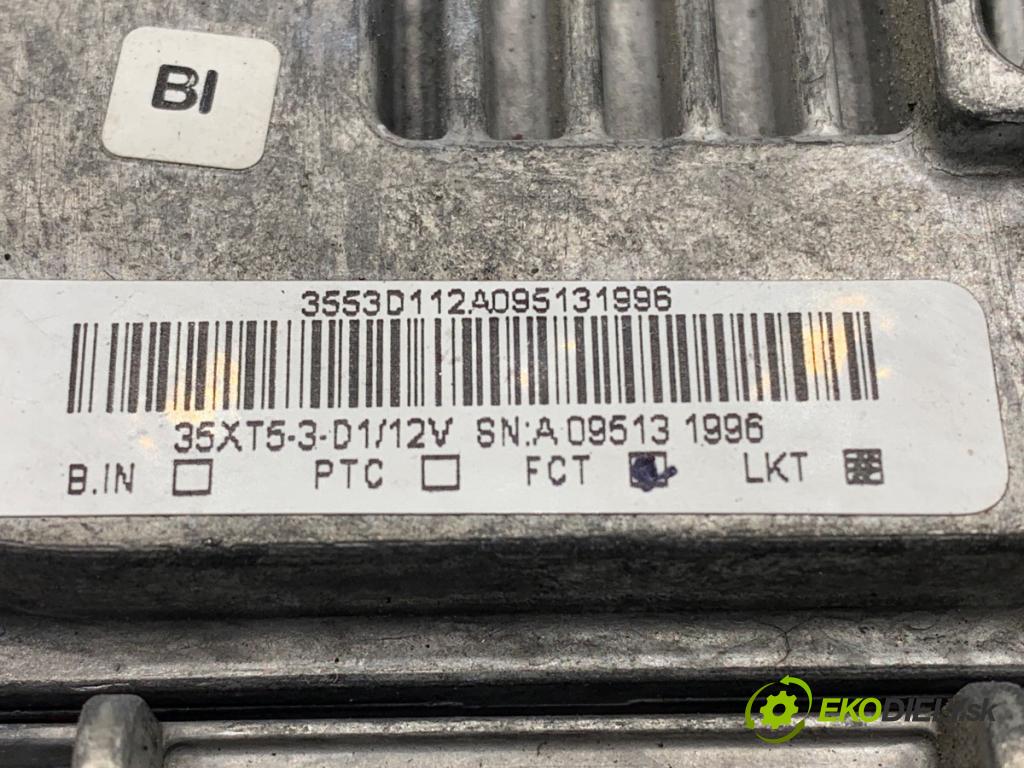 BI
3553D112A095131996
35XT5-3-D1/12V SN:A 09513 1996
B.IN PTC FCT LKT
EKODIELY.SK